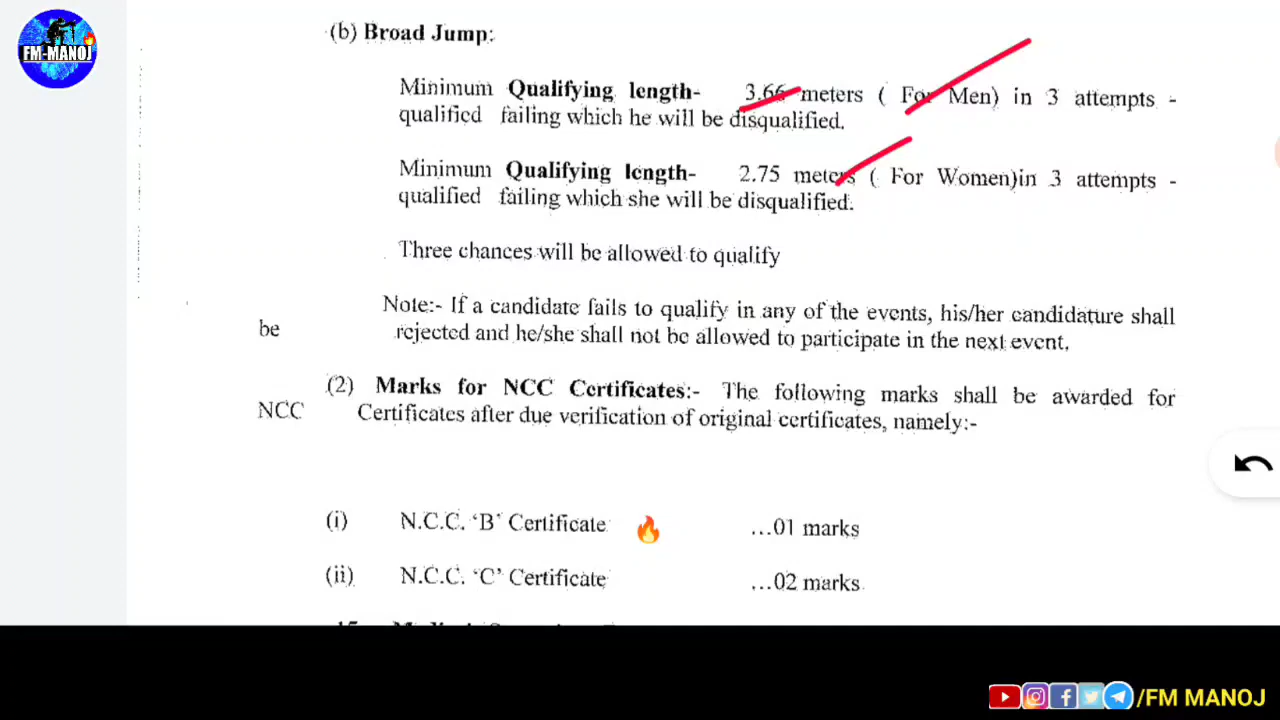 FM-MANOJ
(b) Broad Jump:
Minimum Qualifying length- 3.66 meters ( For Men) in 3 attempts -
qualified failing which he will be disqualified.
Minimum Qualifying length- 2.75 meters ( For Women)in 3 attempts -
qualified failing which she will be disqualified.
Three chances will be allowed to qualify
Note:- If a candidate fails to qualify in any of the events, his/her candidature shall
be rejected and he/she shall not be allowed to participate in the next event.
(2) Marks for NCC Certificates:- The following marks shall be awarded for
NCC Certificates after due verification of original certificates, namely:-
(i) N.C.C. ‘B’ Certificate ...01 marks
(ii) N.C.C. ‘C’ Certificate ...02 marks
/FM MANOJ